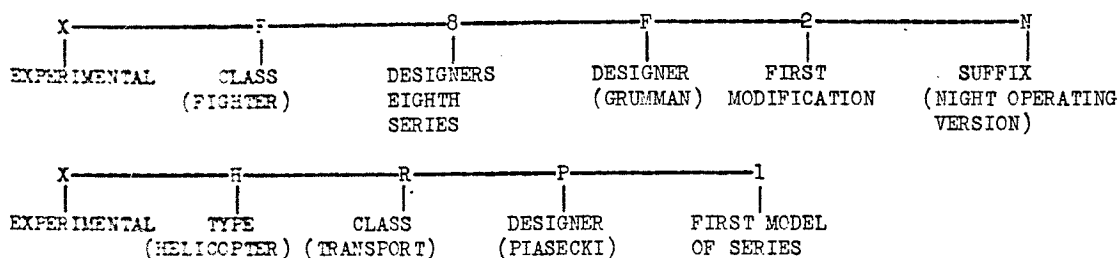 X F 8 F 2 N
EXPERIMENTAL CLASS DESIGNERS DESIGNER FIRST SUFFIX
(FIGHTER) EIGHTH (GRUMMAN) MODIFICATION (NIGHT OPERATING
SERIES VERSION)
X H R P 1
EXPERIMENTAL TYPE CLASS DESIGNER FIRST MODEL
(HELICOPTER) (TRANSPORT) (PIASECKI) OF SERIES